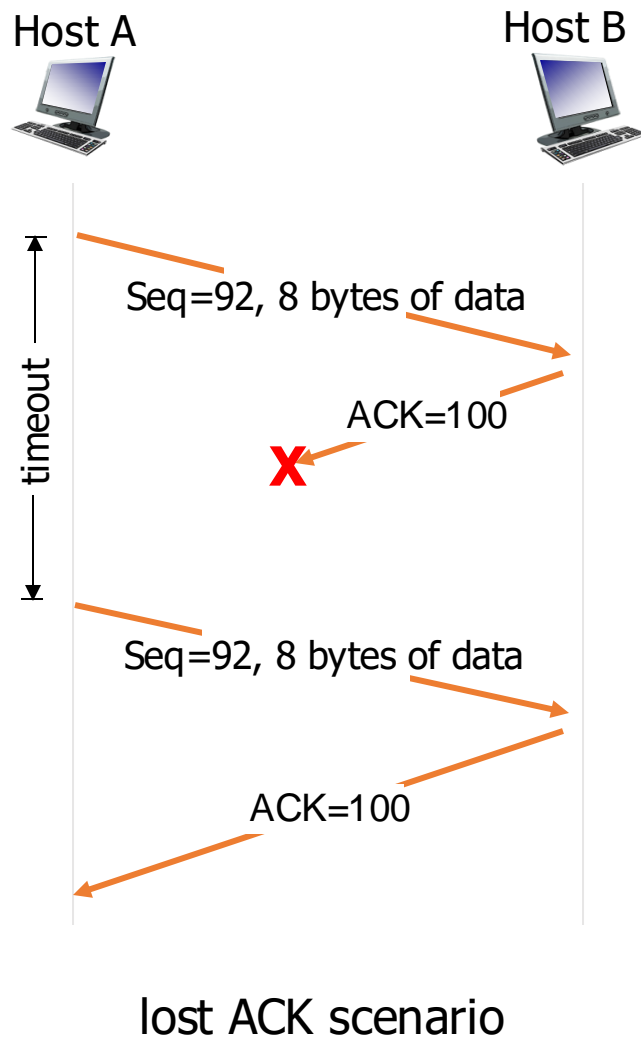 Host A
Host B
Seq=92, 8 bytes of data
ACK=100
X
timeout
Seq=92, 8 bytes of data
ACK=100
lost ACK scenario